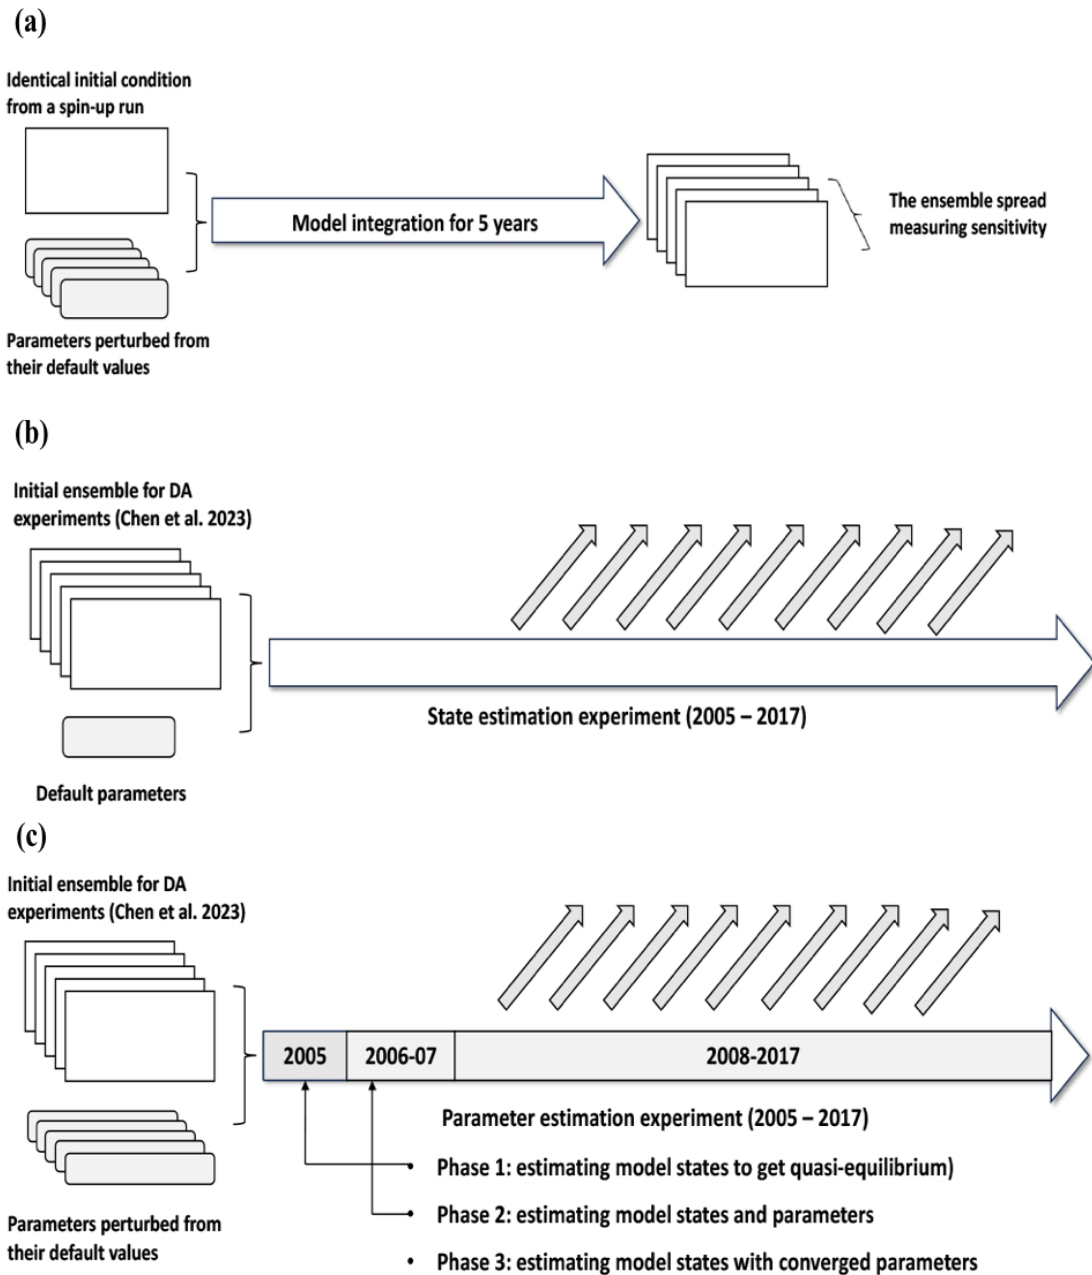 (a)
Identical initial condition
from a spin-up run
Model integration for 5 years
The ensemble spread
measuring sensitivity
Parameters perturbed from
their default values
(b)
Initial ensemble for DA
experiments (Chen et al. 2023)
State estimation experiment (2005 – 2017)
Default parameters
(c)
Initial ensemble for DA
experiments (Chen et al. 2023)
2005
2006-07
2008-2017
Parameter estimation experiment (2005 – 2017)
• Phase 1: estimating model states to get quasi-equilibrium)
• Phase 2: estimating model states and parameters
• Phase 3: estimating model states with converged parameters
Parameters perturbed from
their default values